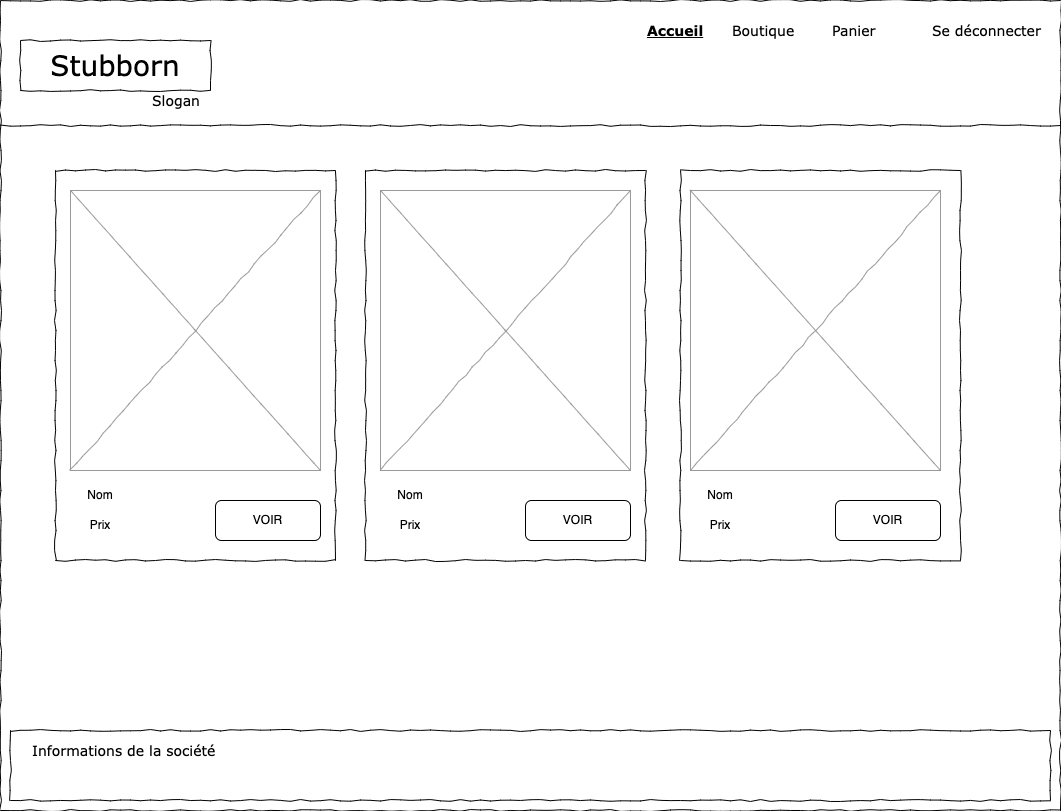 Accueil Boutique Panier Se déconnecter
Stubborn
Slogan
Nom
Prix
VOIR
Nom
Prix
VOIR
Nom
Prix
VOIR
Informations de la société